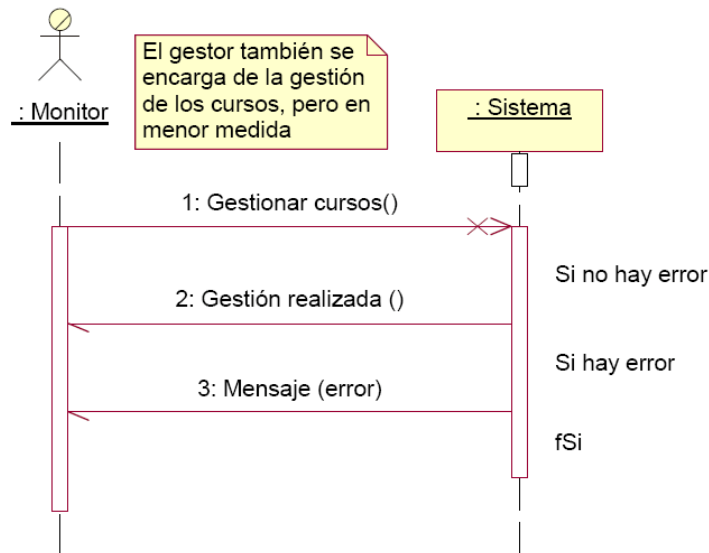 El gestor también se
encarga de la gestión
de los cursos, pero en
menor medida
: Monitor
: Sistema
1: Gestionar cursos()
Si no hay error
2: Gestión realizada ()
Si hay error
3: Mensaje (error)
fSi